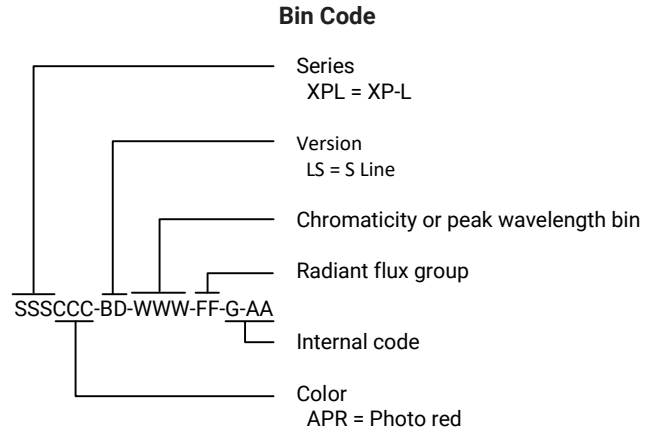 Bin Code
Series
XPL = XP-L
Version
LS = S Line
Chromaticity or peak wavelength bin
Radiant flux group
SSSCCC-BD-WWW-FF-G-AA
Internal code
Color
APR = Photo red